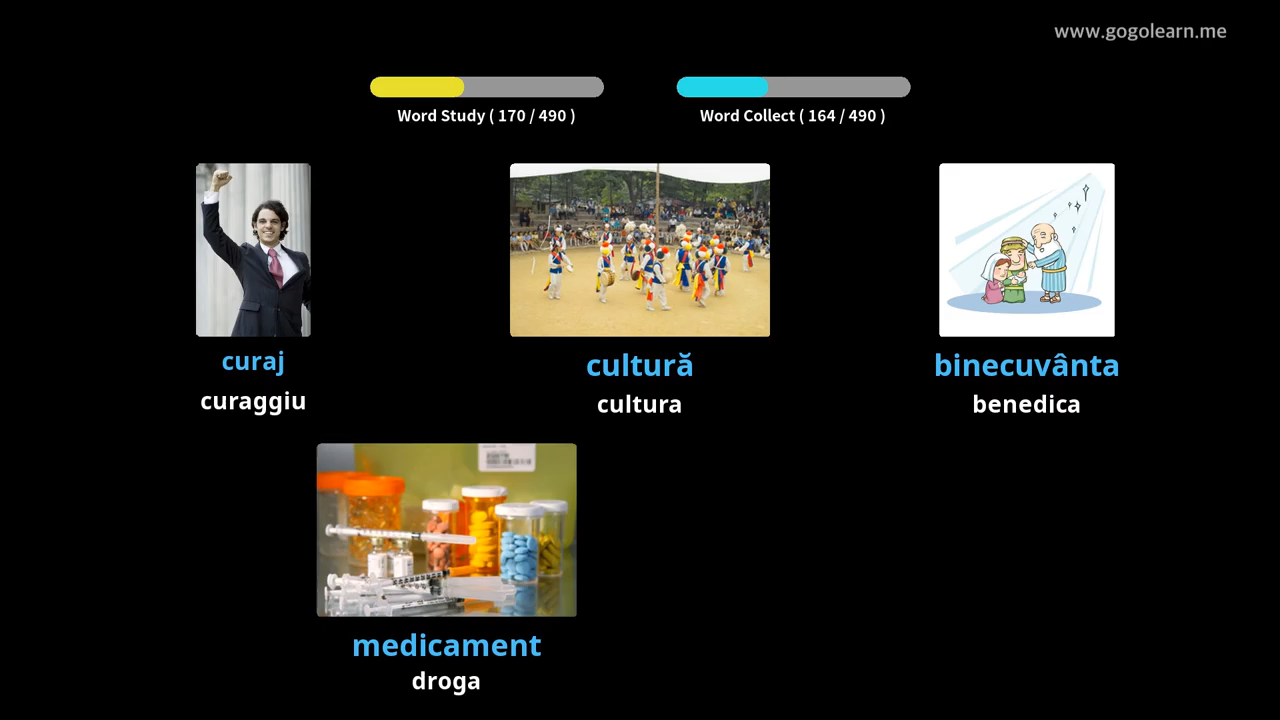 www.gogolearn.me
Word Study ( 170 / 490 )
Word Collect ( 164 / 490 )
curaj
curaggiu
cultură
cultura
binecuvânta
benedica
medicament
droga